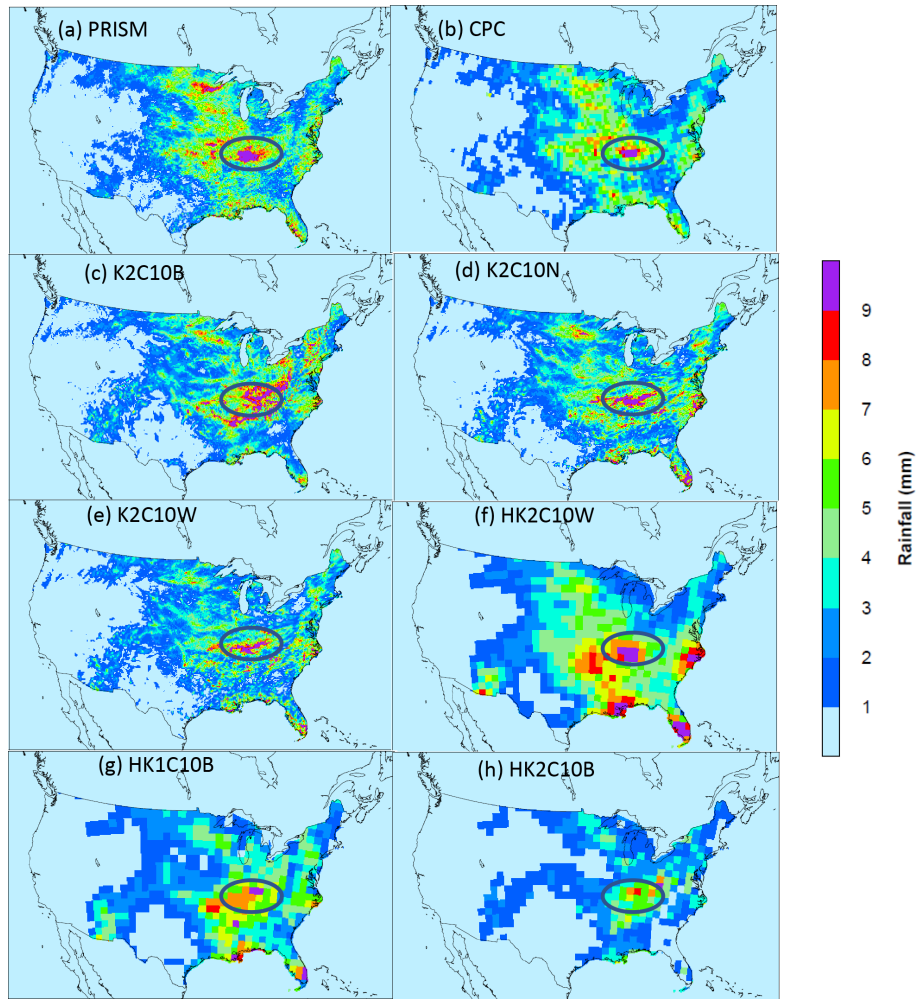 (a) PRISM
(b) CPC
(c) K2C10B
(d) K2C10N
(e) K2C10W
(f) HK2C10W
(g) HK1C10B
(h) HK2C10B
9
8
7
6
5
4
3
2
1
Rainfall (mm)